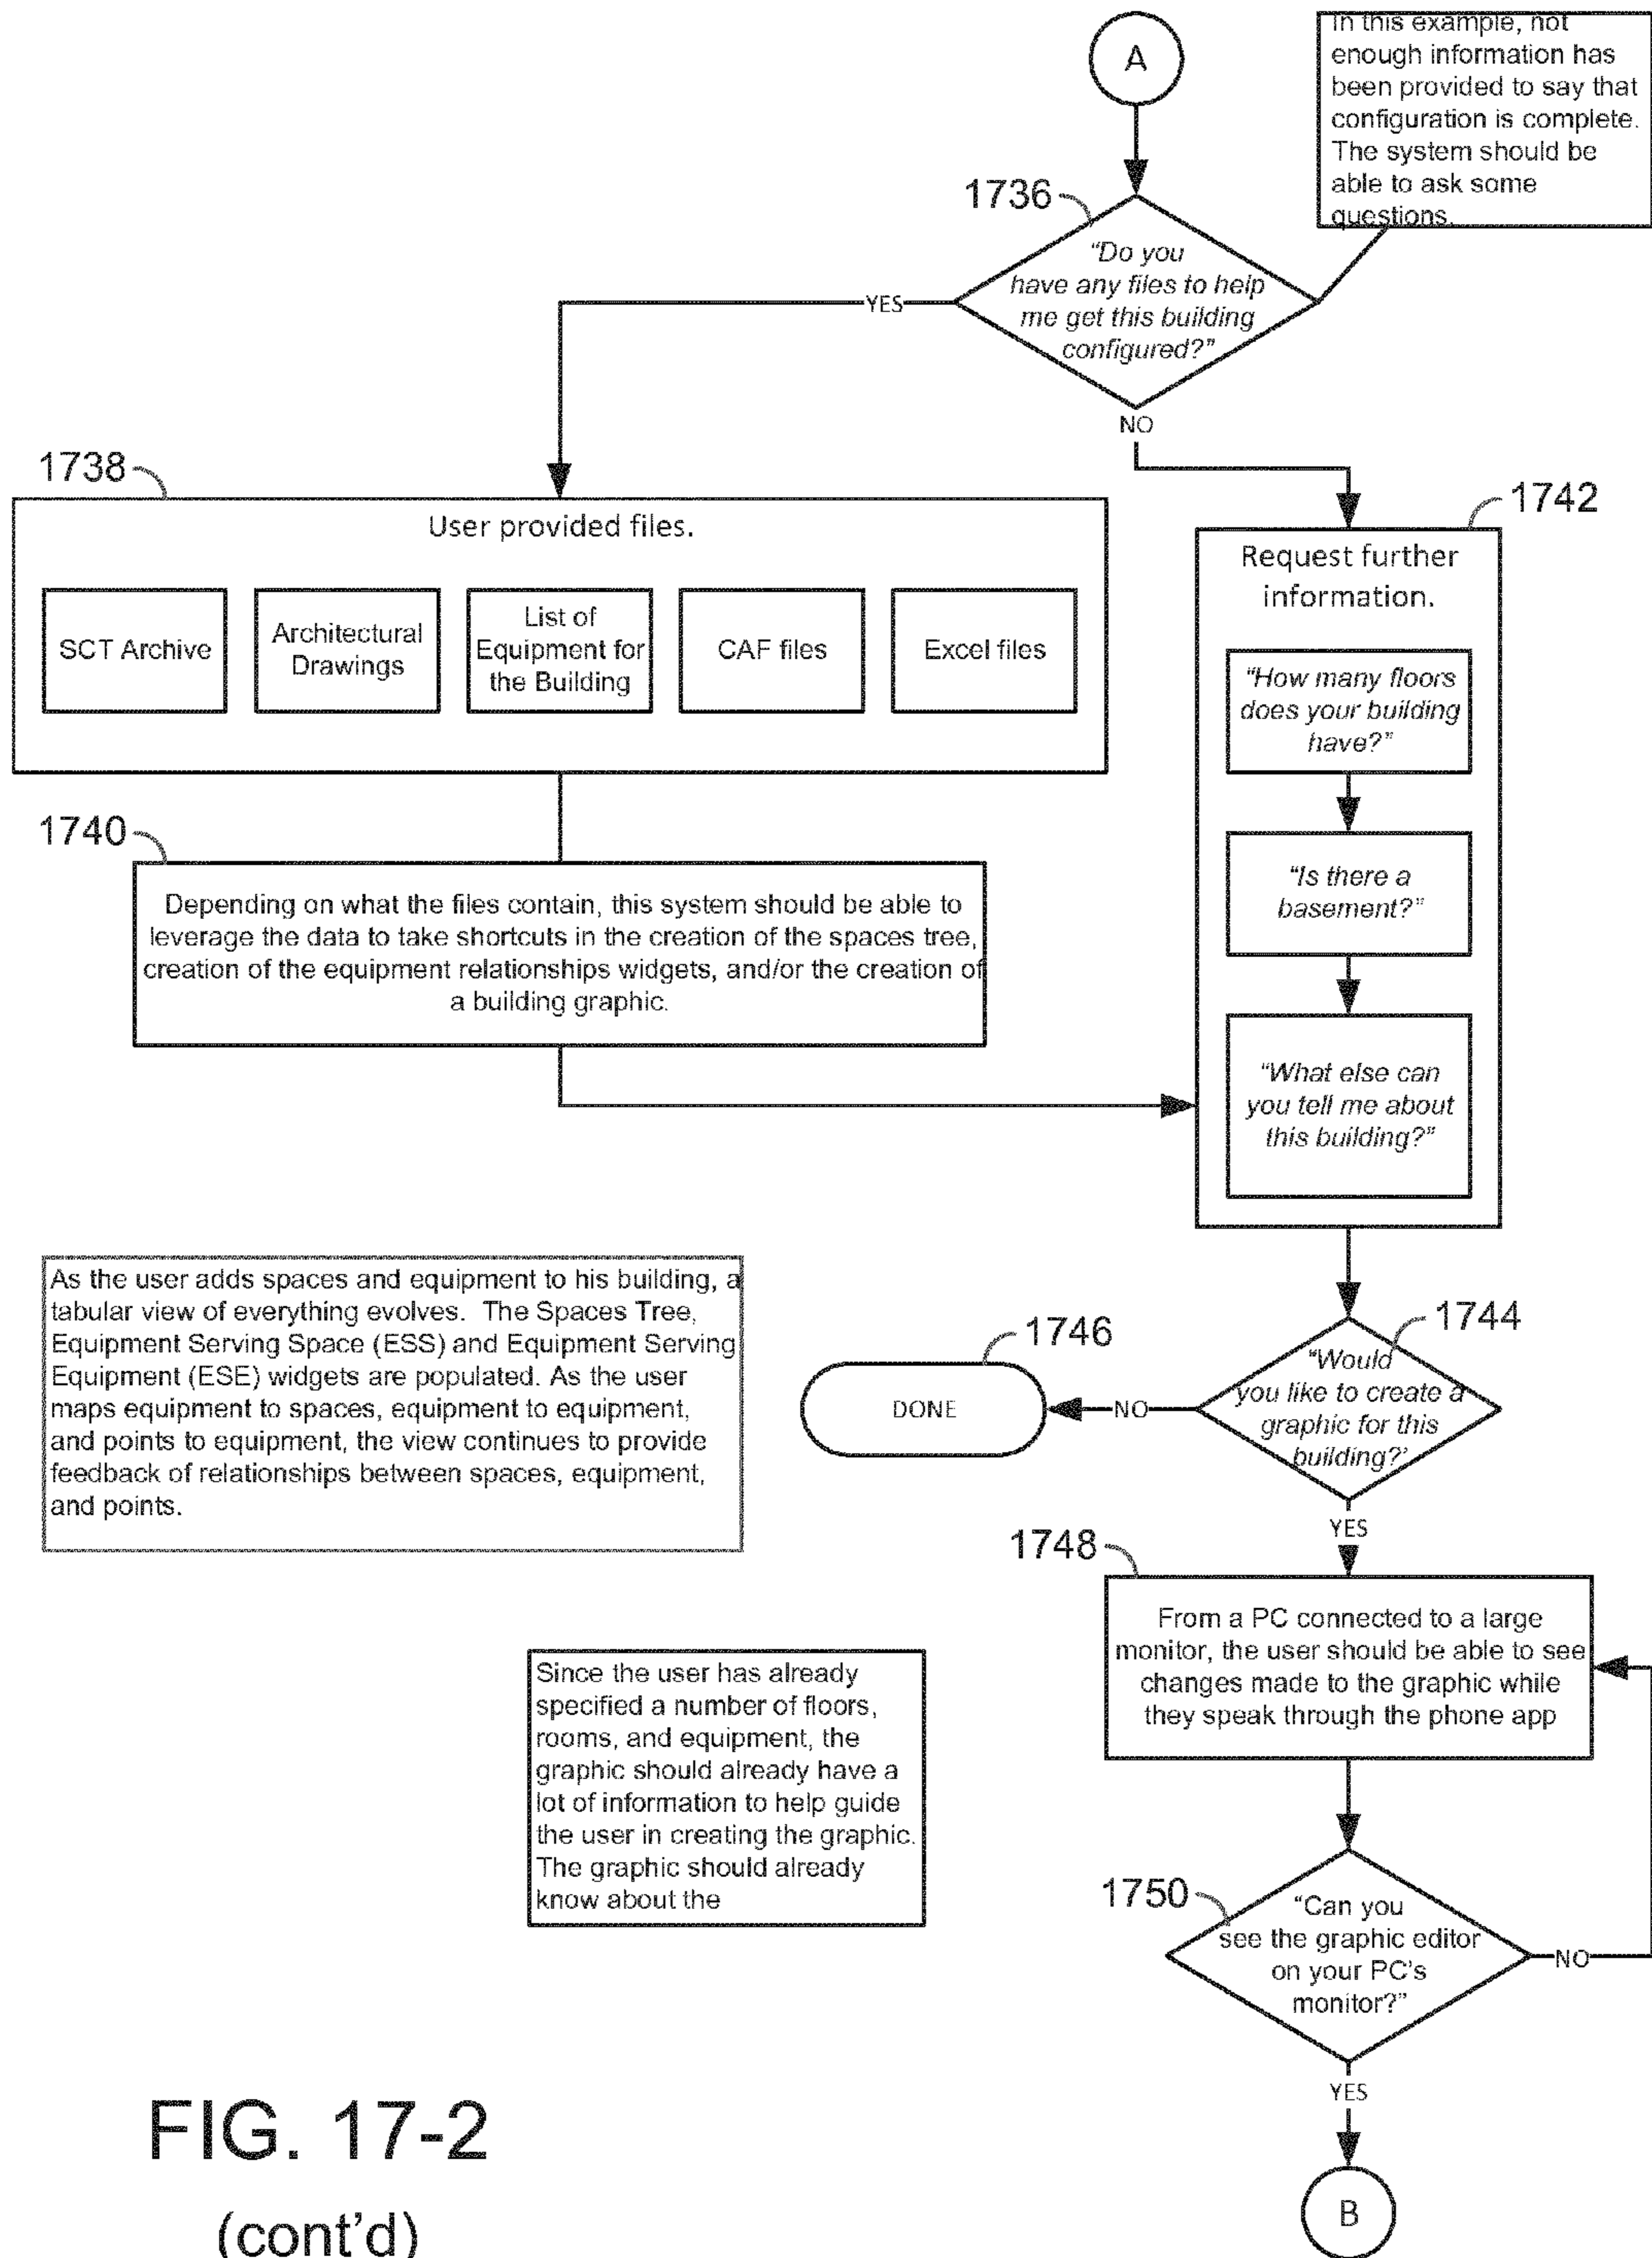 A
In this example, not
enough information has
been provided to say that
configuration is complete.
The system should be
able to ask some
questions.
1736
"Do you
have any files to help
me get this building
configured?"
YES
NO
1738
User provided files.
SCT Archive
Architectural
Drawings
List of
Equipment for
the Building
CAF files
Excel files
1742
Request further
information.
"How many floors
does your building
have?"
"Is there a
basement?"
"What else can
you tell me about
this building?"
1740
Depending on what the files contain, this system should be able to
leverage the data to take shortcuts in the creation of the spaces tree,
creation of the equipment relationships widgets, and/or the creation of
a building graphic.
As the user adds spaces and equipment to his building, a
tabular view of everything evolves. The Spaces Tree,
Equipment Serving Space (ESS) and Equipment Serving
Equipment (ESE) widgets are populated. As the user
maps equipment to spaces, equipment to equipment,
and points to equipment, the view continues to provide
feedback of relationships between spaces, equipment,
and points.
1746
DONE
NO
1744
"Would
you like to create a
graphic for this
building?'
YES
1748
From a PC connected to a large
monitor, the user should be able to see
changes made to the graphic while
they speak through the phone app
Since the user has already
specified a number of floors,
rooms, and equipment, the
graphic should already have a
lot of information to help guide
the user in creating the graphic.
The graphic should already
know about the
1750
"Can you
see the graphic editor
on your PC's
monitor?"
NO
YES
B
FIG. 17-2
(cont'd)